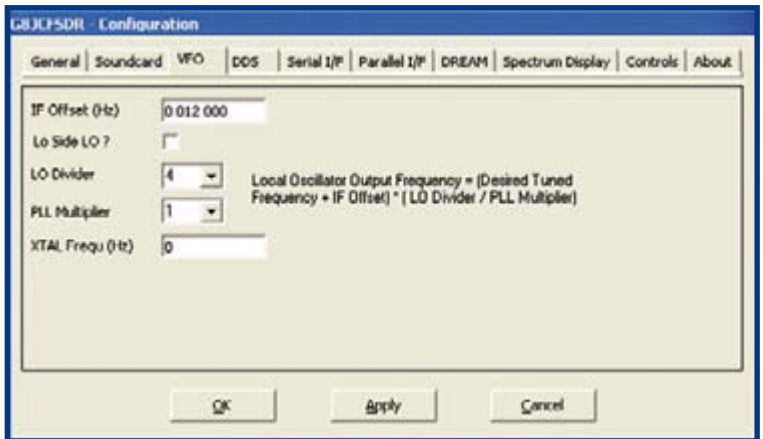 G8JCFSDR - Configuration
General Soundcard VFO DDS Serial I/F Parallel I/F DREAM Spectrum Display Controls About
IF Offset (Hz) 0 012 000
Lo Side LO ?
LO Divider 4
Local Oscillator Output Frequency = (Desired Tuned
Frequency + IF Offset) * ( LO Divider / PLL Multiplier)
PLL Multiplier 1
XTAL Frequ (Hz) 0
OK Apply Cancel